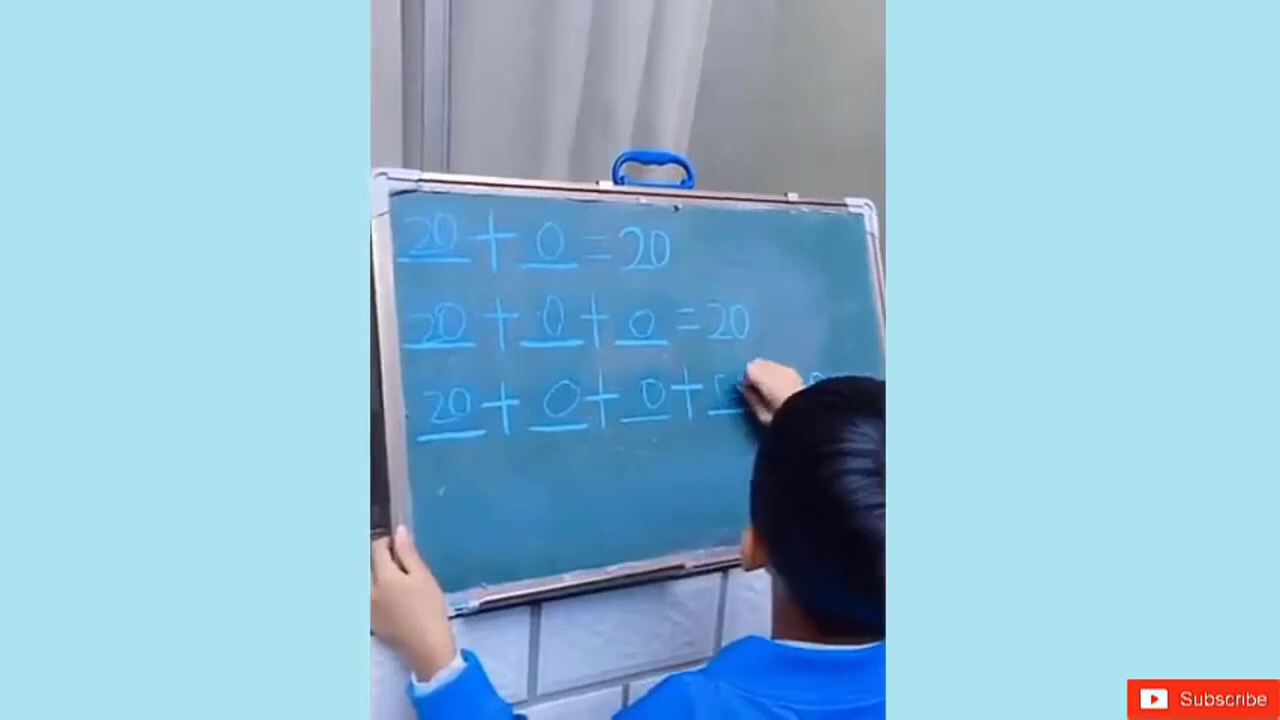 20 + 0 = 20
20 + 0 + 0 = 20
20 + 0 + 0 +
Subscribe